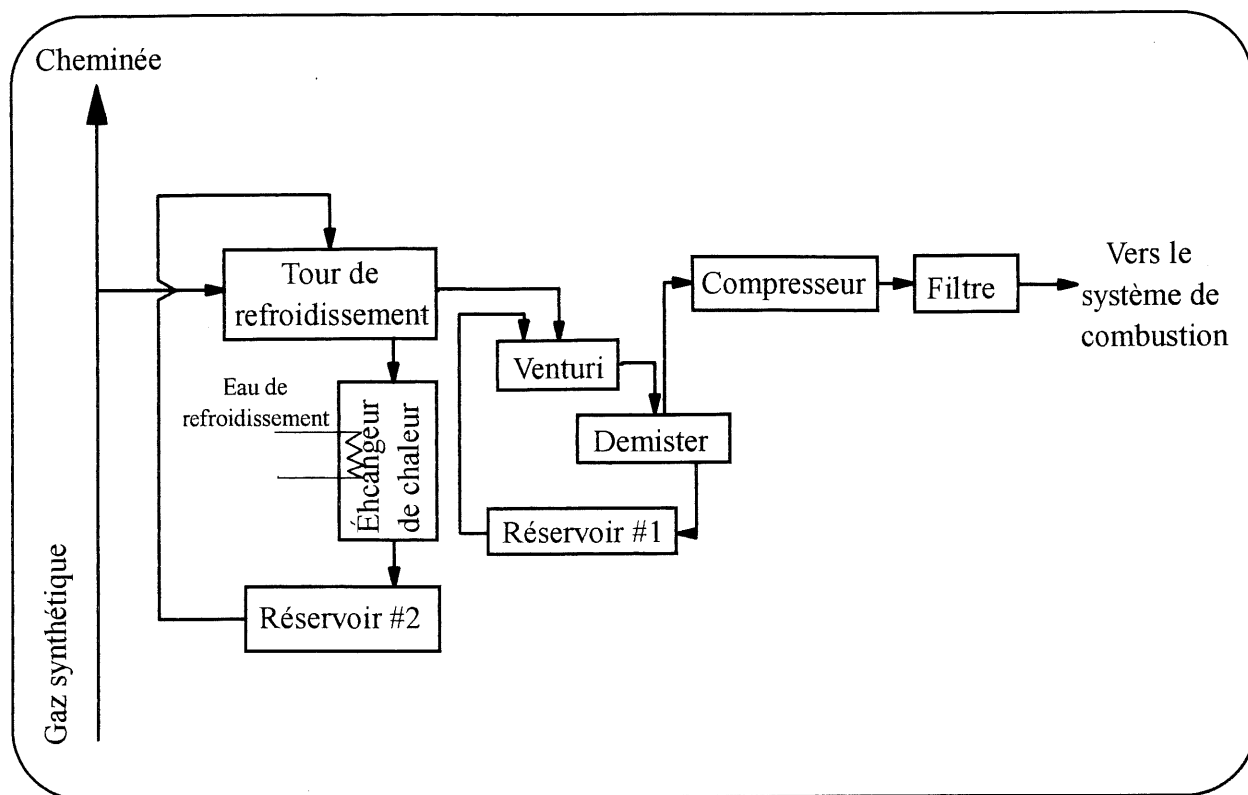 Cheminée
Tour de
refroidissement
Compresseur
Filtre
Vers le
système de
combustion
Venturi
Eau de
refroidissement
Éhcangeur
de chaleur
Demister
Réservoir #1
Réservoir #2
Gaz synthétique